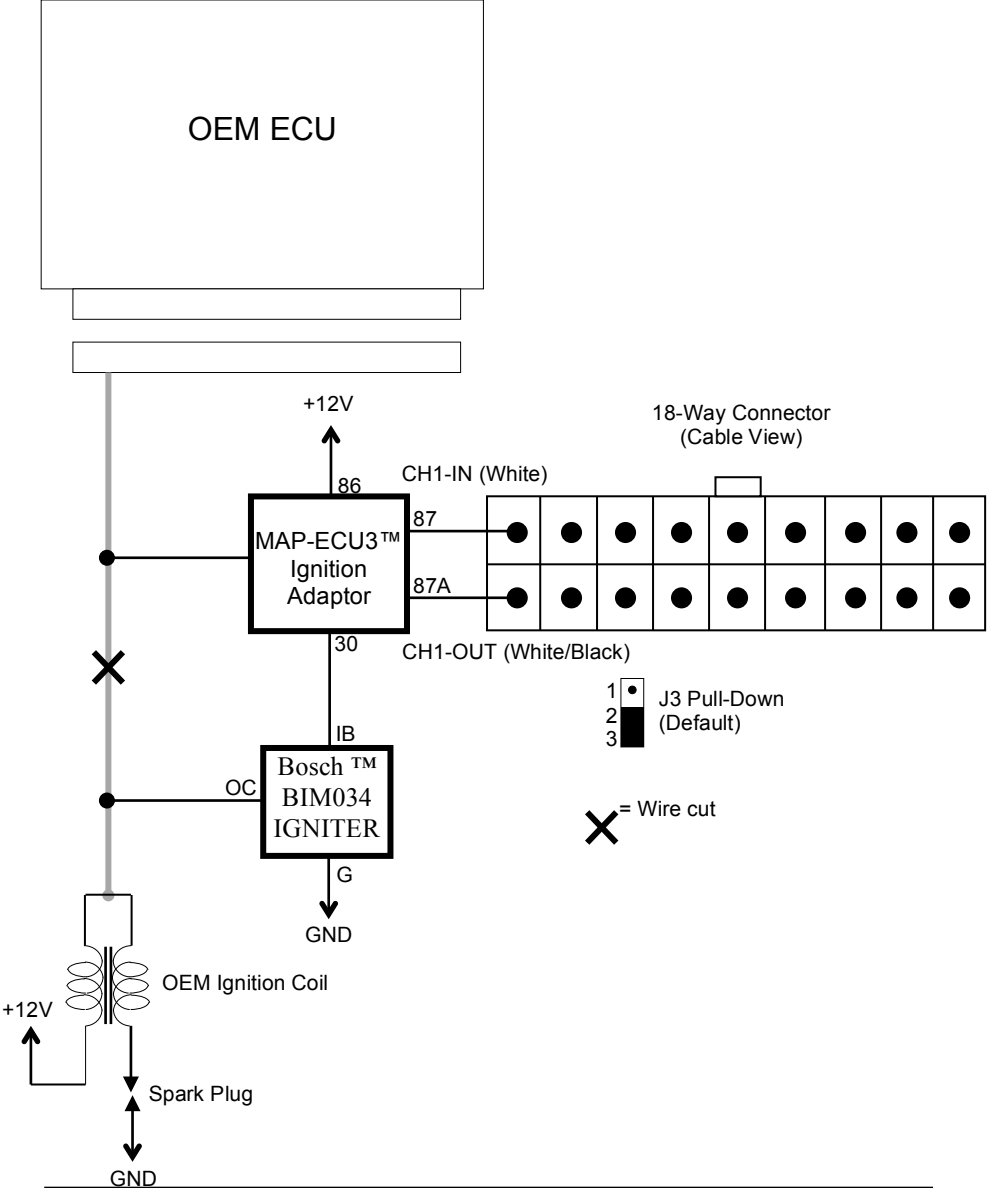 OEM ECU
+12V
18-Way Connector
(Cable View)
CH1-IN (White)
86
87
MAP-ECU3™
Ignition
Adaptor
87A
30
CH1-OUT (White/Black)
1
2
3
J3 Pull-Down
(Default)
IB
OC
Bosch ™
BIM034
IGNITER
= Wire cut
G
GND
OEM Ignition Coil
+12V
Spark Plug
GND